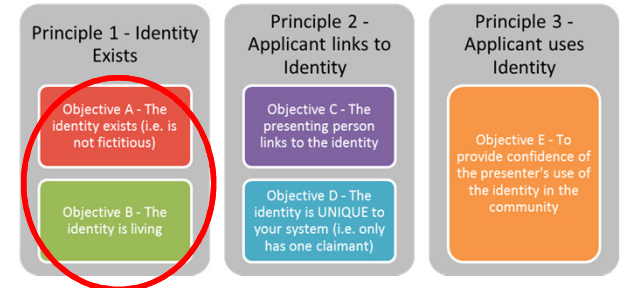 Principle 1 - Identity
Exists
Objective A - The
identity exists (i.e. is
not fictitious)
Objective B - The
identity is living
Principle 2 -
Applicant links to
Identity
Objective C - The
presenting person
links to the identity
Objective D - The
identity is UNIQUE to
your system (i.e. only
has one claimant)
Principle 3 -
Applicant uses
Identity
Objective E - To
provide confidence of
the presenter's use of
the identity in the
community